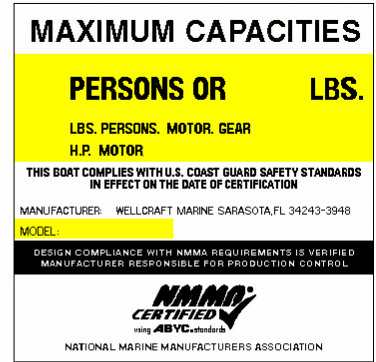 MAXIMUM CAPACITIES
PERSONS OR LBS.
LBS. PERSONS. MOTOR. GEAR
H.P. MOTOR
THIS BOAT COMPLIES WITH U.S. COAST GUARD SAFETY STANDARDS
IN EFFECT ON THE DATE OF CERTIFICATION
MANUFACTURER: WELLCRAFT MARINE SARASOTA,FL 34243-3948
MODEL:
DESIGN COMPLIANCE WITH NMMA REQUIREMENTS IS VERIFIED
MANUFACTURER RESPONSIBLE FOR PRODUCTION CONTROL
NMMA
CERTIFIED
using ABYC standards
NATIONAL MARINE MANUFACTURERS ASSOCIATION